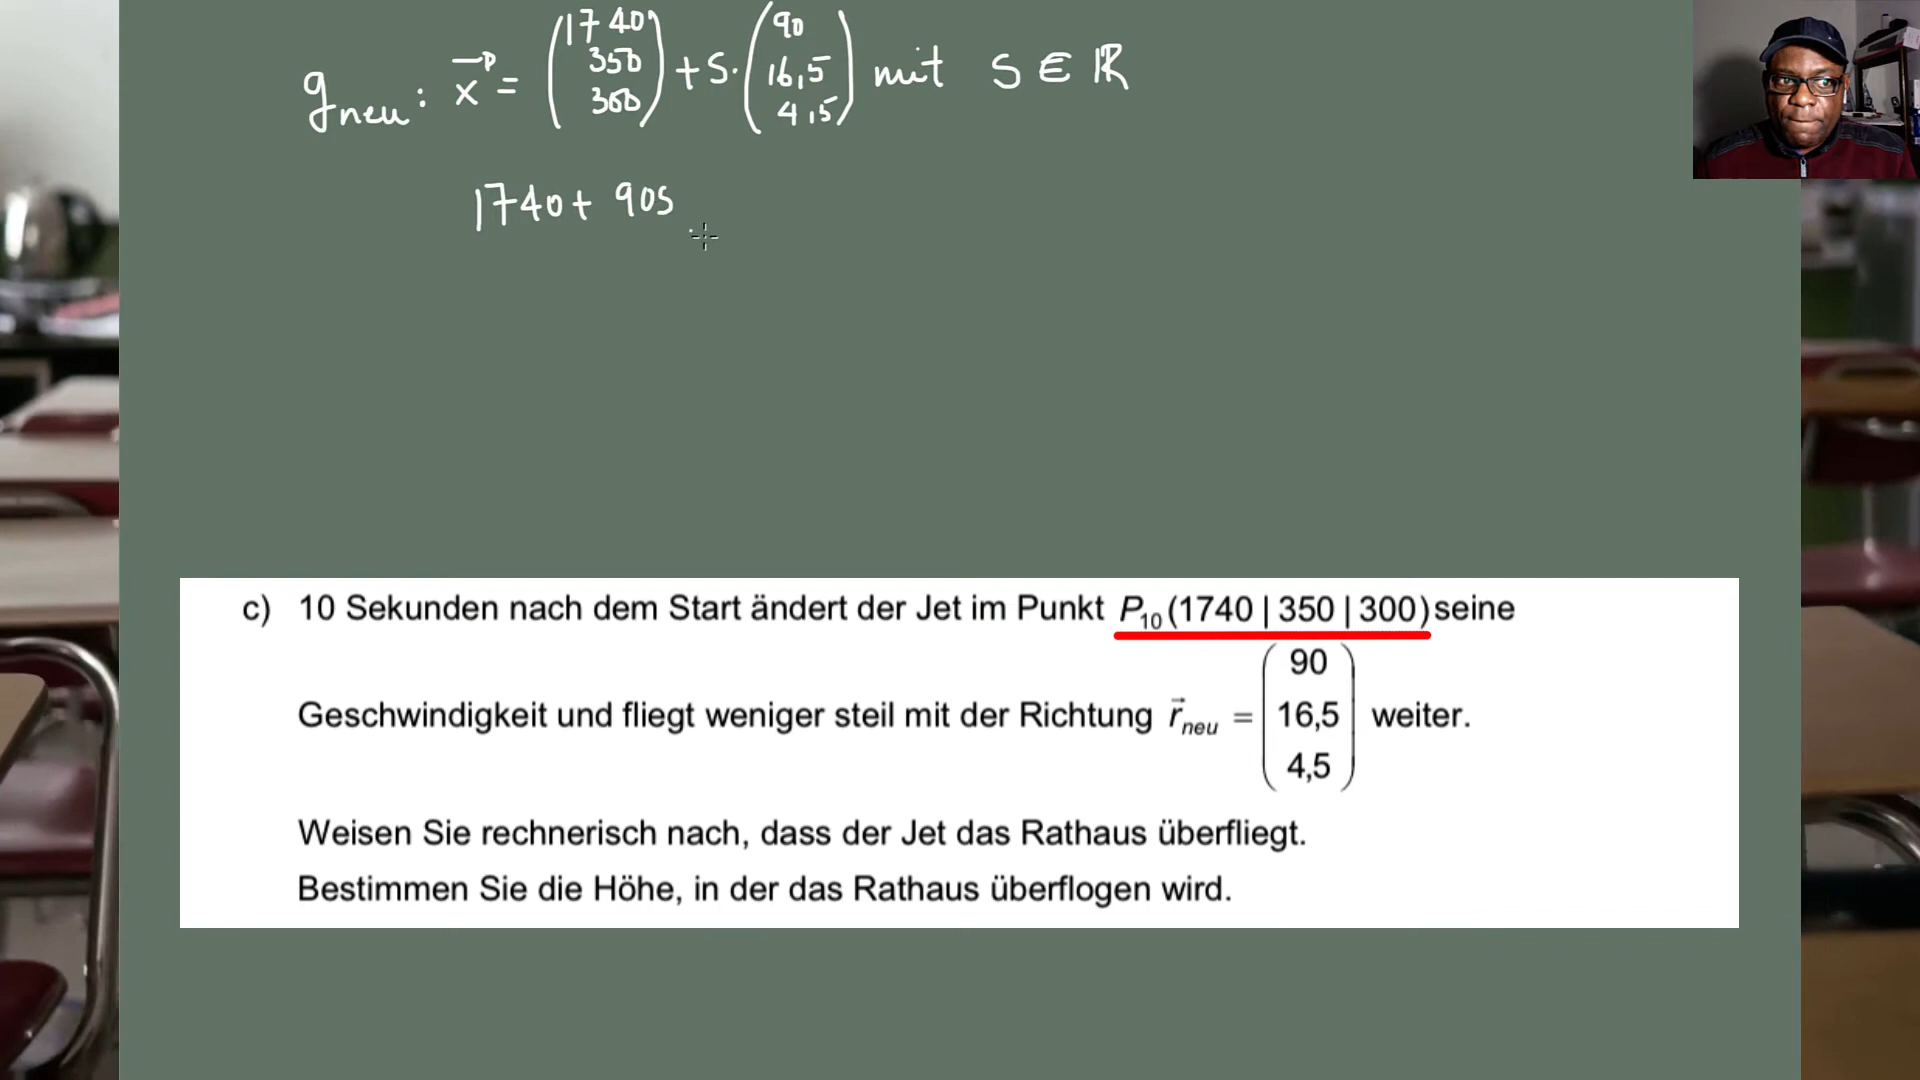 g_neu: x⃗ = (1740 350 300) + s·(90 16,5 4,5) mit s ∈ ℝ
1740 + 90s
c) 10 Sekunden nach dem Start ändert der Jet im Punkt P₁₀(1740 | 350 | 300) seine
Geschwindigkeit und fliegt weniger steil mit der Richtung r⃗_neu = (90 16,5 4,5) weiter.
Weisen Sie rechnerisch nach, dass der Jet das Rathaus überfliegt.
Bestimmen Sie die Höhe, in der das Rathaus überflogen wird.